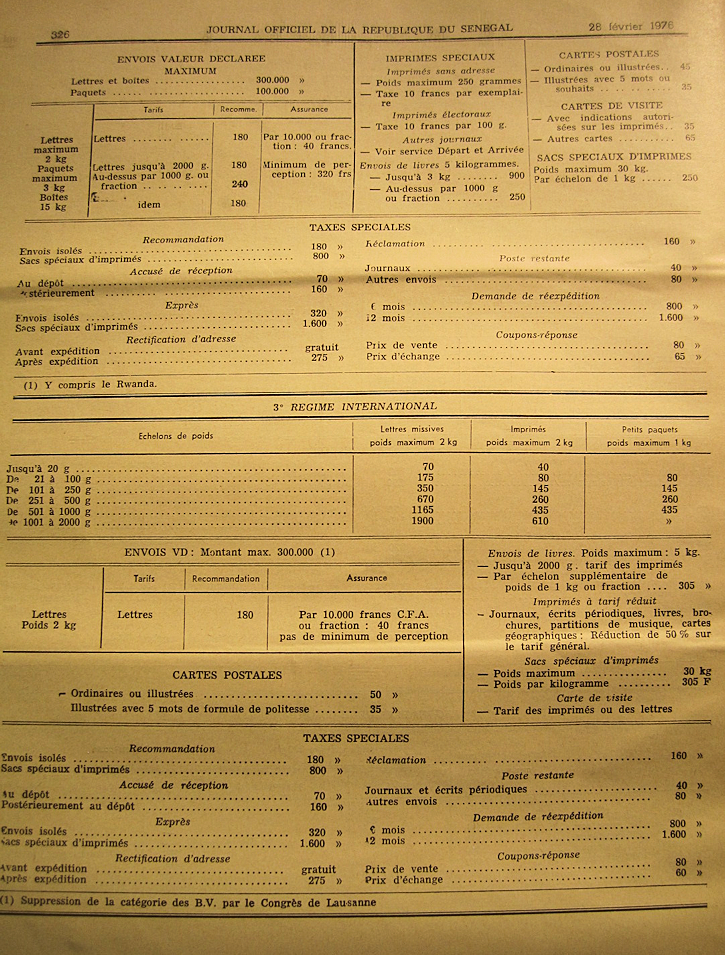 326
JOURNAL OFFICIEL DE LA REPUBLIQUE DU SENEGAL
28 février 1976
ENVOIS VALEUR DECLAREE
MAXIMUM
Lettres et boîtes .................. 300.000 »
Paquets .................. 100.000 »
Tarifs Recomme. Assurance
Lettres maximum 2 kg
Lettres .................. 180 Par 10.000 ou frac-
tion : 40 francs.
Paquets maximum 3 kg
Lettres jusqu'à 2000 g. 180 Minimum de per-
Au-dessus par 1000 g. ou ception : 320 frs
fraction .......... 240
Boîtes 15 kg
idem 180
IMPRIMES SPECIAUX
Imprimés sans adresse
— Poids maximum 250 grammes
— Taxe 10 francs par exemplai-
re
Imprimés électoraux
— Taxe 10 francs par 100 g.
Autres journaux
— Voir service Départ et Arrivée
Envois de livres 5 kilogrammes.
— Jusqu'à 3 kg ....... 900
— Au-dessus par 1000 g
ou fraction .......... 250
CARTES POSTALES
— Ordinaires ou illustrées.. 45
— Illustrées avec 5 mots ou
souhaits .......... 35
CARTES DE VISITE
— Avec indications autori-
sées sur les imprimés.. 35
— Autres cartes .......... 65
SACS SPECIAUX D'IMPRIMES
Poids maximum 30 kg.
Par échelon de 1 kg ...... 250
TAXES SPECIALES
Recommandation
Envois isolés .................. 180 »
Sacs spéciaux d'imprimés .................. 800 »
Accusé de réception
Au dépôt .................. 70 »
stérieurement .................. 160 »
Exprès
Envois isolés .................. 320 »
Sacs spéciaux d'imprimés .................. 1.600 »
Rectification d'adresse
Avant expédition .................. gratuit
Après expédition .................. 275 »
Réclamation .................. 160 »
Poste restante
Journaux .................. 40 »
Autres envois .................. 80 »
Demande de réexpédition
6 mois .................. 800 »
12 mois .................. 1.600 »
Coupons-réponse
Prix de vente .................. 80 »
Prix d'échange .................. 65 »
(1) Y compris le Rwanda.
3° REGIME INTERNATIONAL
Echelons de poids Lettres missives poids maximum 2 kg Imprimés poids maximum 2 kg Petits paquets poids maximum 1 kg
Jusqu'à 20 g .................. 70 40
De 21 à 100 g .................. 175 80 80
De 101 à 250 g .................. 350 145 145
De 251 à 500 g .................. 670 260 260
De 501 à 1000 g .................. 1165 435 435
de 1001 à 2000 g .................. 1900 610 »
ENVOIS VD : Montant max. 300.000 (1)
Tarifs Recommandation Assurance
Lettres Poids 2 kg
Lettres 180 Par 10.000 francs C.F.A.
ou fraction : 40 francs
pas de minimum de perception
CARTES POSTALES
— Ordinaires ou illustrées .................. 50 »
Illustrées avec 5 mots de formule de politesse ........ 35 »
Envois de livres. Poids maximum : 5 kg.
— Jusqu'à 2000 g. tarif des imprimés
— Par échelon supplémentaire de
poids de 1 kg ou fraction .... 305 »
Imprimés à tarif réduit
— Journaux, écrits périodiques, livres, bro-
chures, partitions de musique, cartes
géographiques : Réduction de 50 % sur
le tarif général.
Sacs spéciaux d'imprimés
— Poids maximum .............. 30 kg
— Poids par kilogramme ......... 305 F
Carte de visite
— Tarif des imprimés ou des lettres
TAXES SPECIALES
Recommandation
Envois isolés .................. 180 »
Sacs spéciaux d'imprimés .................. 800 »
Accusé de réception
Au dépôt .................. 70 »
Postérieurement au dépôt .................. 160 »
Exprès
Envois isolés .................. 320 »
Sacs spéciaux d'imprimés .................. 1.600 »
Rectification d'adresse
Avant expédition .................. gratuit
Après expédition .................. 275 »
Réclamation .................. 160 »
Poste restante
Journaux et écrits périodiques .................. 40 »
Autres envois .................. 80 »
Demande de réexpédition
6 mois .................. 800 »
12 mois .................. 1.600 »
Coupons-réponse
Prix de vente .................. 80 »
Prix d'échange .................. 60 »
(1) Suppression de la catégorie des B.V. par le Congrès de Lausanne